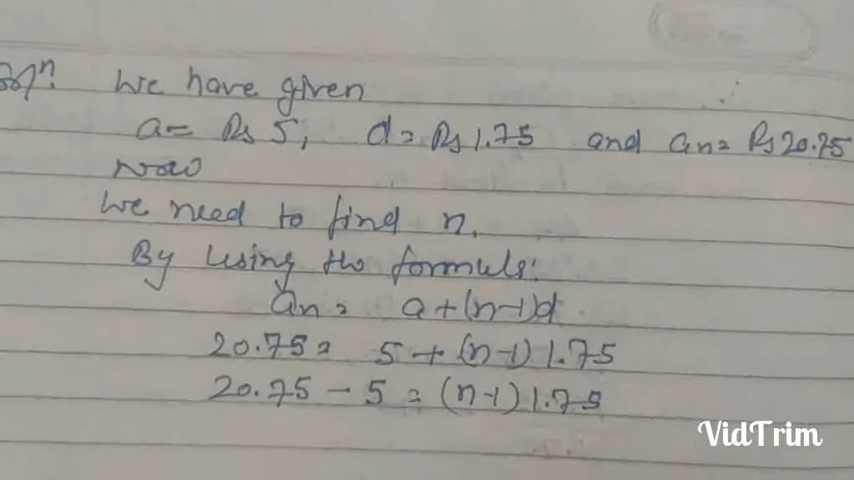 Solⁿ. We have given
a = Rs 5, d = Rs 1.75 and an = Rs 20.75
Now
We need to find n.
By using the formula:
an = a + (n-1)d
20.75 = 5 + (n-1) 1.75
20.75 - 5 = (n-1) 1.75
VidTrim